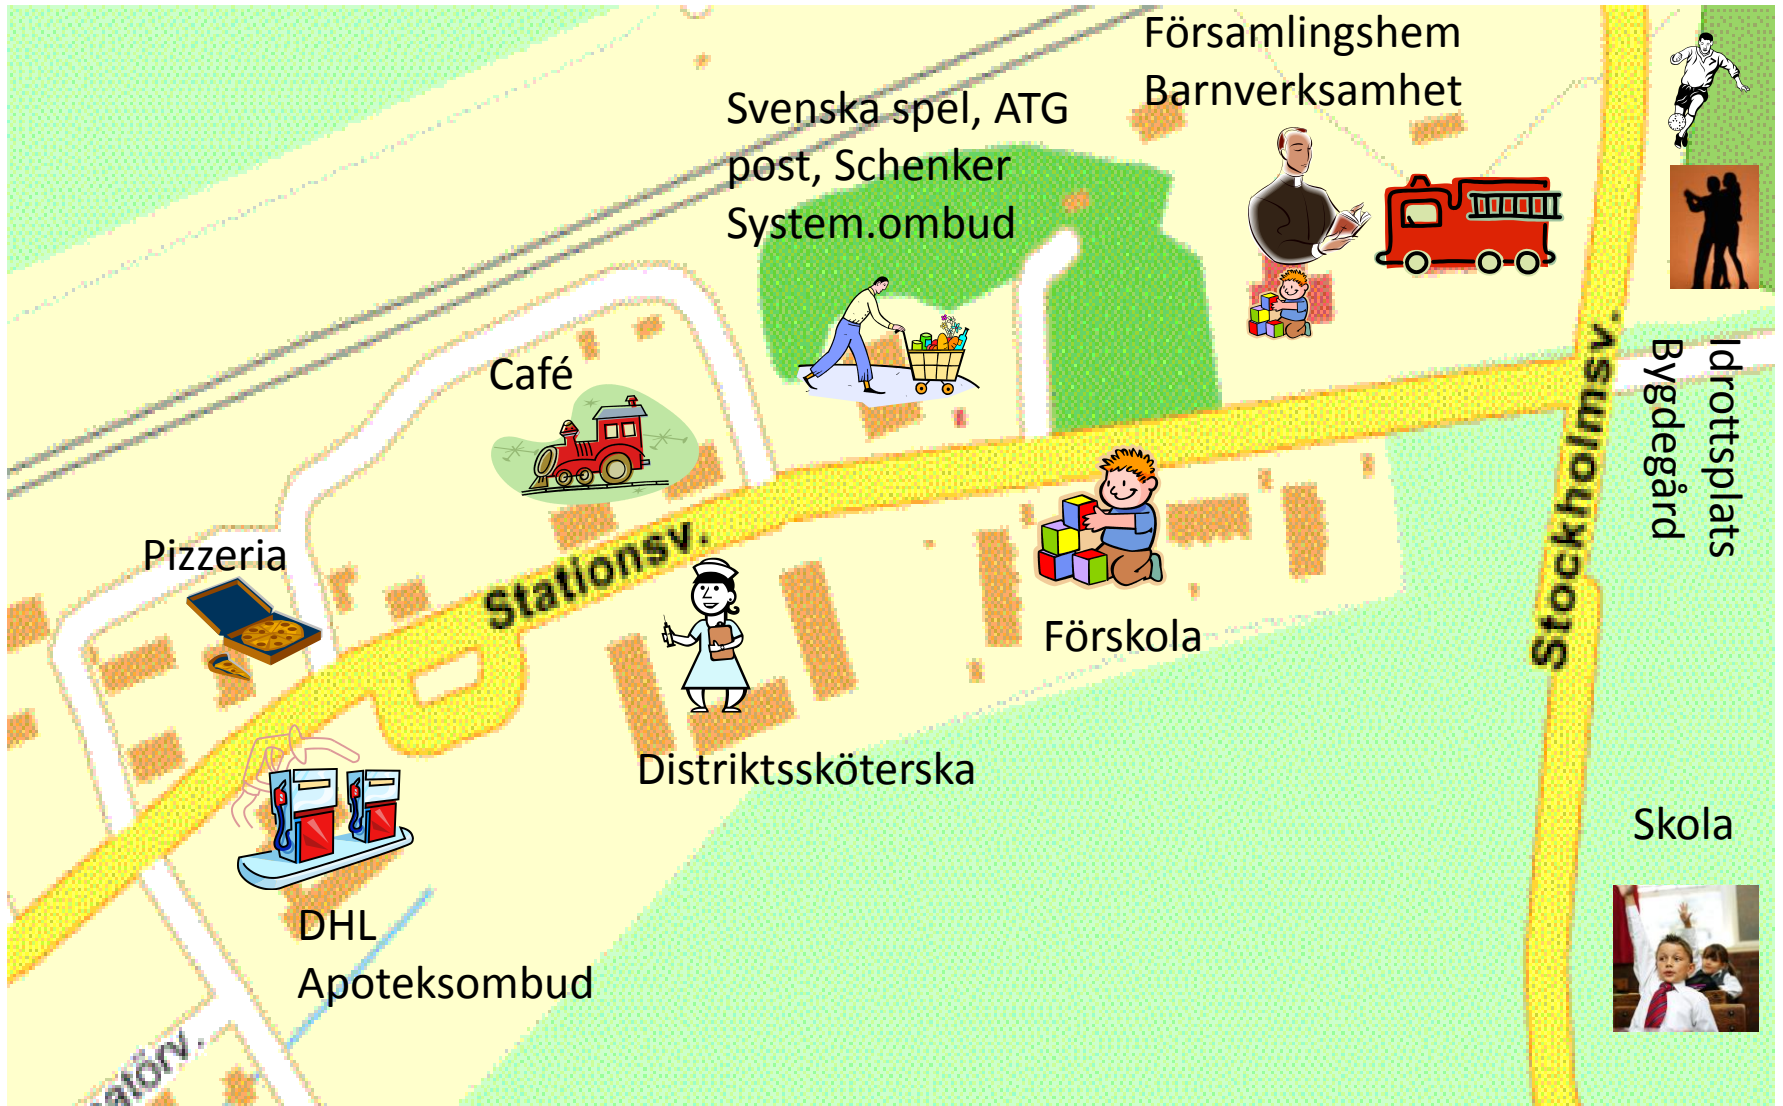 Församlingshem
Barnverksamhet
Svenska spel, ATG
post, Schenker
System.ombud
Café
Pizzeria
Stationsv.
Stockholmsv.
Idrottsplats
Bygdegård
Förskola
Distriktssköterska
Skola
DHL
Apoteksombud